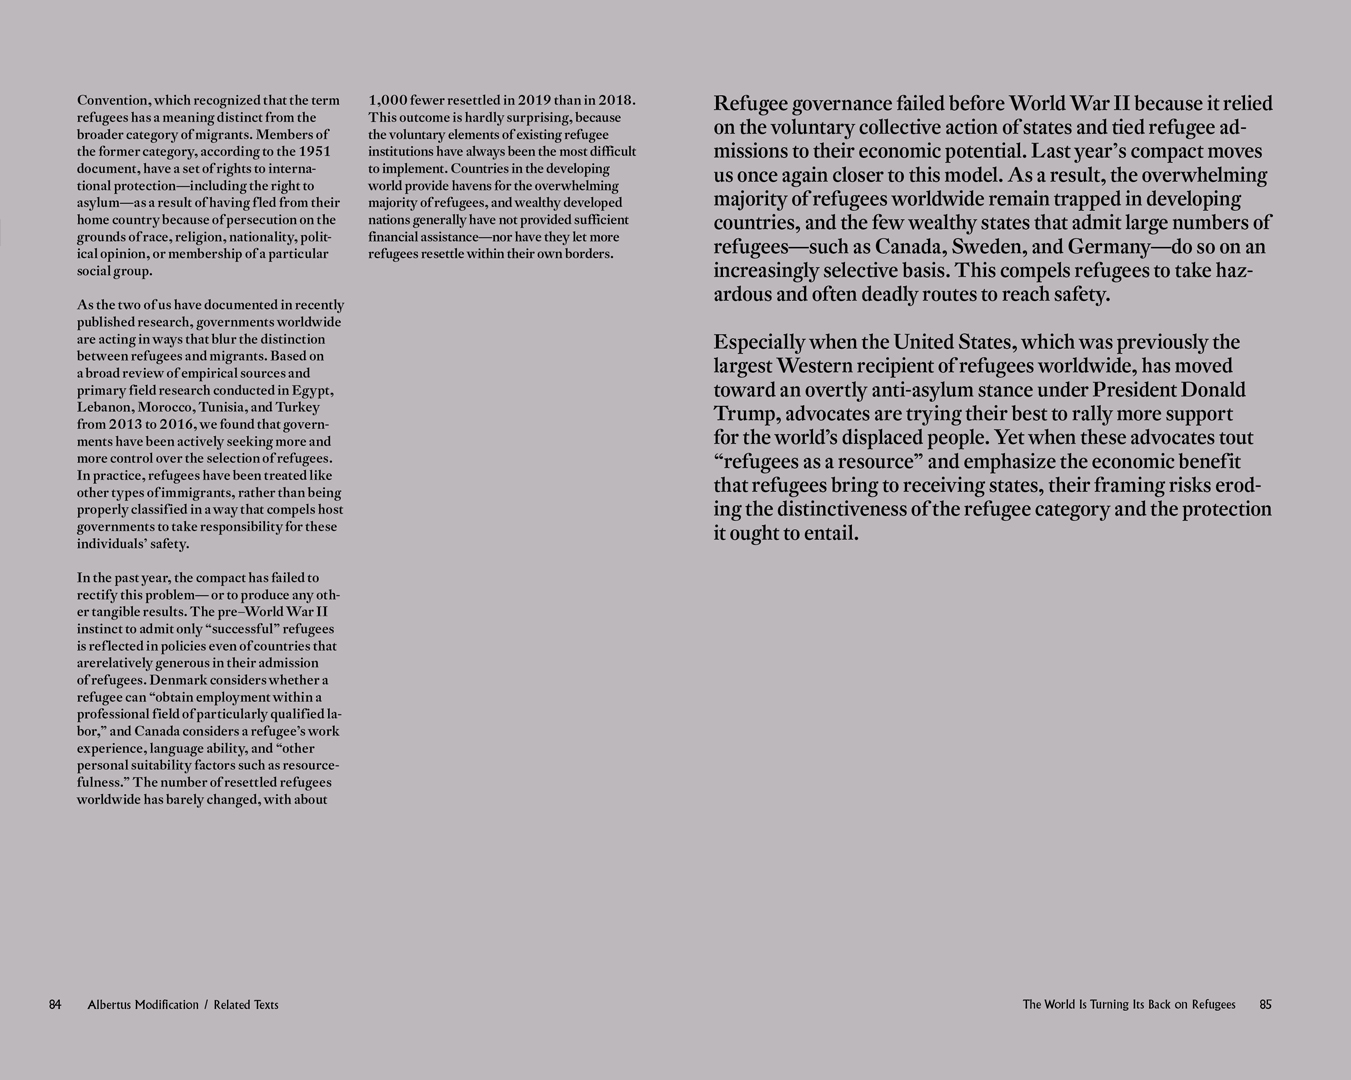 Convention, which recognized that the term
refugees has a meaning distinct from the
broader category of migrants. Members of
the former category, according to the 1951
document, have a set of rights to interna-
tional protection—including the right to
asylum—as a result of having fled from their
home country because of persecution on the
grounds of race, religion, nationality, polit-
ical opinion, or membership of a particular
social group.
As the two of us have documented in recently
published research, governments worldwide
are acting in ways that blur the distinction
between refugees and migrants. Based on
a broad review of empirical sources and
primary field research conducted in Egypt,
Lebanon, Morocco, Tunisia, and Turkey
from 2013 to 2016, we found that govern-
ments have been actively seeking more and
more control over the selection of refugees.
In practice, refugees have been treated like
other types of immigrants, rather than being
properly classified in a way that compels host
governments to take responsibility for these
individuals’ safety.
In the past year, the compact has failed to
rectify this problem— or to produce any oth-
er tangible results. The pre–World War II
instinct to admit only “successful” refugees
is reflected in policies even of countries that
arerelatively generous in their admission
of refugees. Denmark considers whether a
refugee can “obtain employment within a
professional field of particularly qualified la-
bor,” and Canada considers a refugee’s work
experience, language ability, and “other
personal suitability factors such as resource-
fulness.” The number of resettled refugees
worldwide has barely changed, with about
1,000 fewer resettled in 2019 than in 2018.
This outcome is hardly surprising, because
the voluntary elements of existing refugee
institutions have always been the most difficult
to implement. Countries in the developing
world provide havens for the overwhelming
majority of refugees, and wealthy developed
nations generally have not provided sufficient
financial assistance—nor have they let more
refugees resettle within their own borders.
Refugee governance failed before World War II because it relied
on the voluntary collective action of states and tied refugee ad-
missions to their economic potential. Last year’s compact moves
us once again closer to this model. As a result, the overwhelming
majority of refugees worldwide remain trapped in developing
countries, and the few wealthy states that admit large numbers of
refugees—such as Canada, Sweden, and Germany—do so on an
increasingly selective basis. This compels refugees to take haz-
ardous and often deadly routes to reach safety.
Especially when the United States, which was previously the
largest Western recipient of refugees worldwide, has moved
toward an overtly anti-asylum stance under President Donald
Trump, advocates are trying their best to rally more support
for the world’s displaced people. Yet when these advocates tout
“refugees as a resource” and emphasize the economic benefit
that refugees bring to receiving states, their framing risks erod-
ing the distinctiveness of the refugee category and the protection
it ought to entail.
84 Albertus Modification / Related Texts
The World Is Turning Its Back on Refugees 85